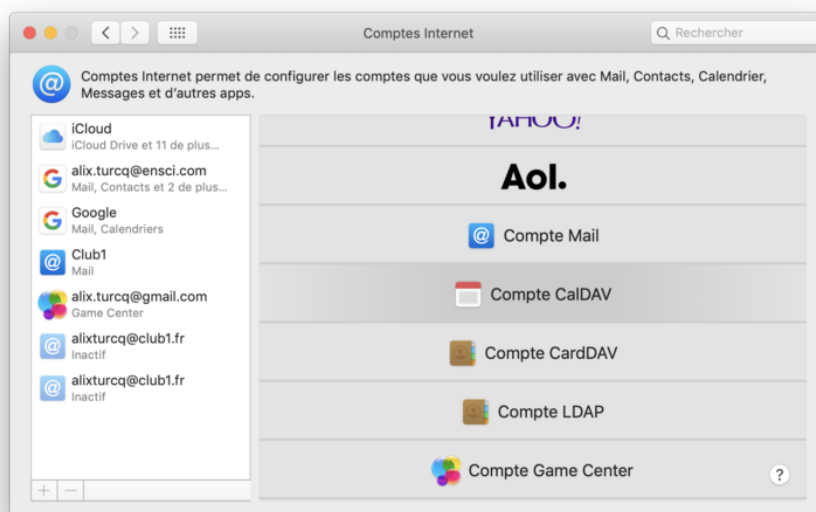 Comptes Internet
Rechercher
Comptes Internet permet de configurer les comptes que vous voulez utiliser avec Mail, Contacts, Calendrier,
Messages et d'autres apps.
iCloud
iCloud Drive et 11 de plus...
alix.turcq@ensci.com
Mail, Contacts et 2 de plus...
Google
Mail, Calendriers
Club1
Mail
alix.turcq@gmail.com
Game Center
alixturcq@club1.fr
Inactif
alixturcq@club1.fr
Inactif
YAHOO!
Aol.
Compte Mail
Compte CalDAV
Compte CardDAV
Compte LDAP
Compte Game Center
?